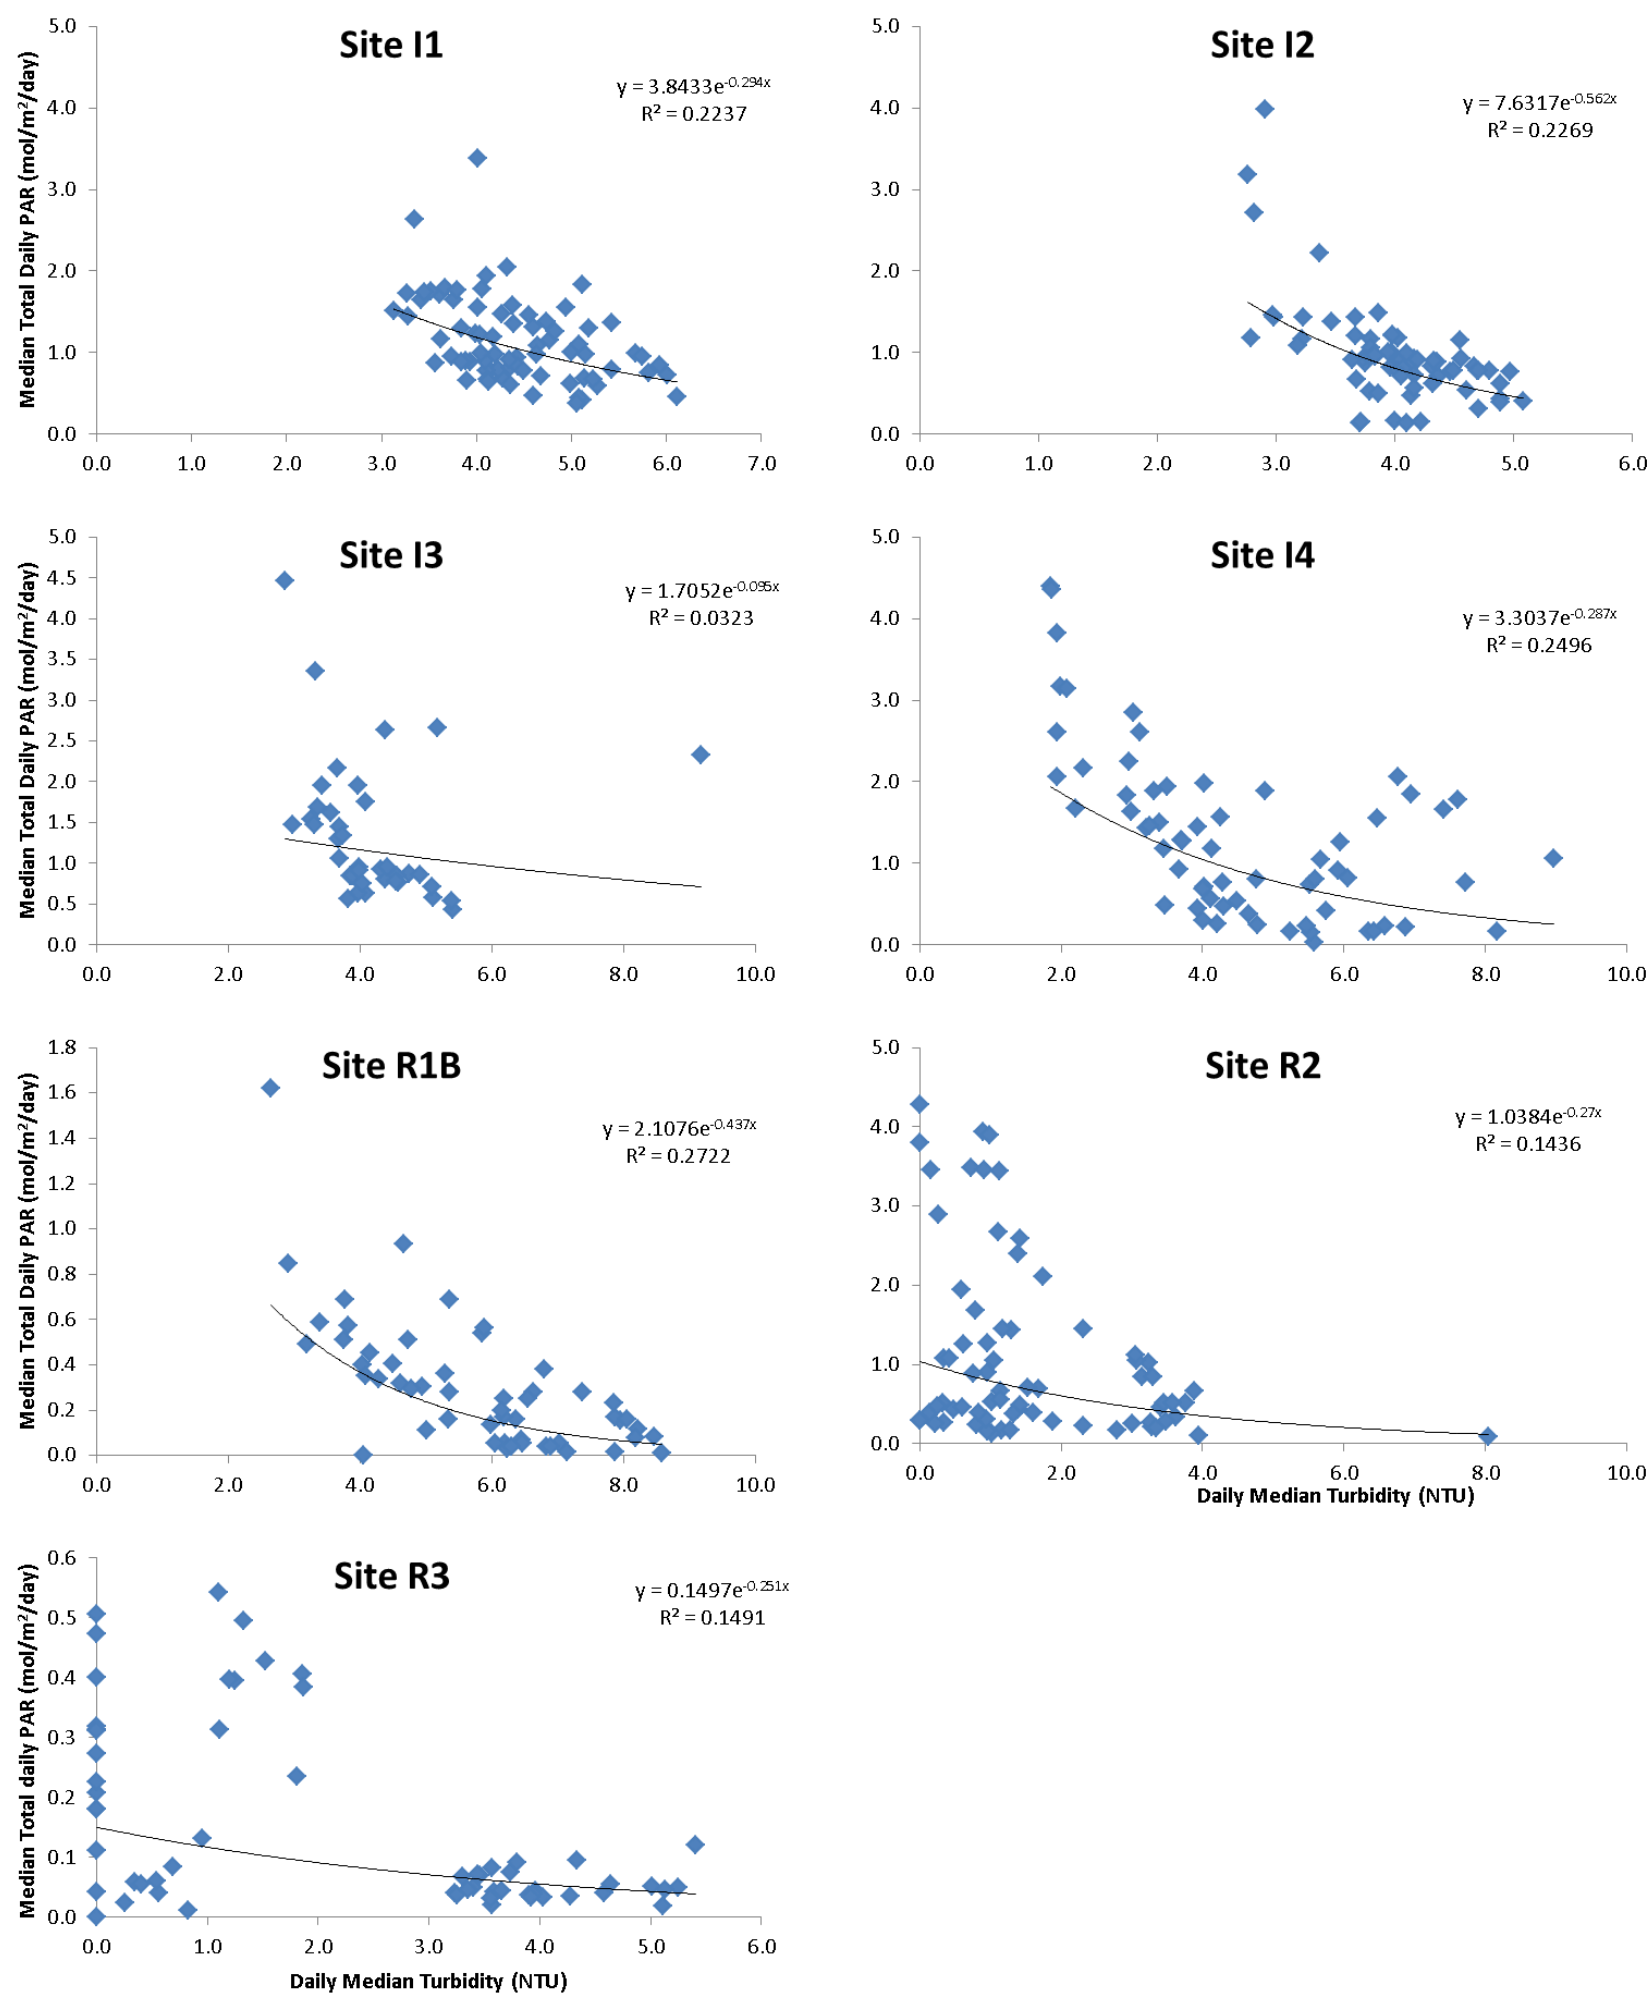 Site I1
y = 3.8433e^-0.294x
R² = 0.2237
Median Total Daily PAR (mol/m²/day)
5.0
4.0
3.0
2.0
1.0
0.0
0.0 1.0 2.0 3.0 4.0 5.0 6.0 7.0
Site I2
y = 7.6317e^-0.562x
R² = 0.2269
5.0
4.0
3.0
2.0
1.0
0.0
0.0 1.0 2.0 3.0 4.0 5.0 6.0
Site I3
y = 1.7052e^-0.095x
R² = 0.0323
Median Total Daily PAR (mol/m²/day)
5.0
4.5
4.0
3.5
3.0
2.5
2.0
1.5
1.0
0.5
0.0
0.0 2.0 4.0 6.0 8.0 10.0
Site I4
y = 3.3037e^-0.287x
R² = 0.2496
5.0
4.0
3.0
2.0
1.0
0.0
0.0 2.0 4.0 6.0 8.0 10.0
Site R1B
y = 2.1076e^-0.437x
R² = 0.2722
Median Total Daily PAR (mol/m²/day)
1.8
1.6
1.4
1.2
1.0
0.8
0.6
0.4
0.2
0.0
0.0 2.0 4.0 6.0 8.0 10.0
Site R2
y = 1.0384e^-0.27x
R² = 0.1436
5.0
4.0
3.0
2.0
1.0
0.0
0.0 2.0 4.0 6.0 8.0 10.0
Daily Median Turbidity (NTU)
Site R3
y = 0.1497e^-0.251x
R² = 0.1491
Median Total daily PAR (mol/m²/day)
0.6
0.5
0.4
0.3
0.2
0.1
0.0
0.0 1.0 2.0 3.0 4.0 5.0 6.0
Daily Median Turbidity (NTU)